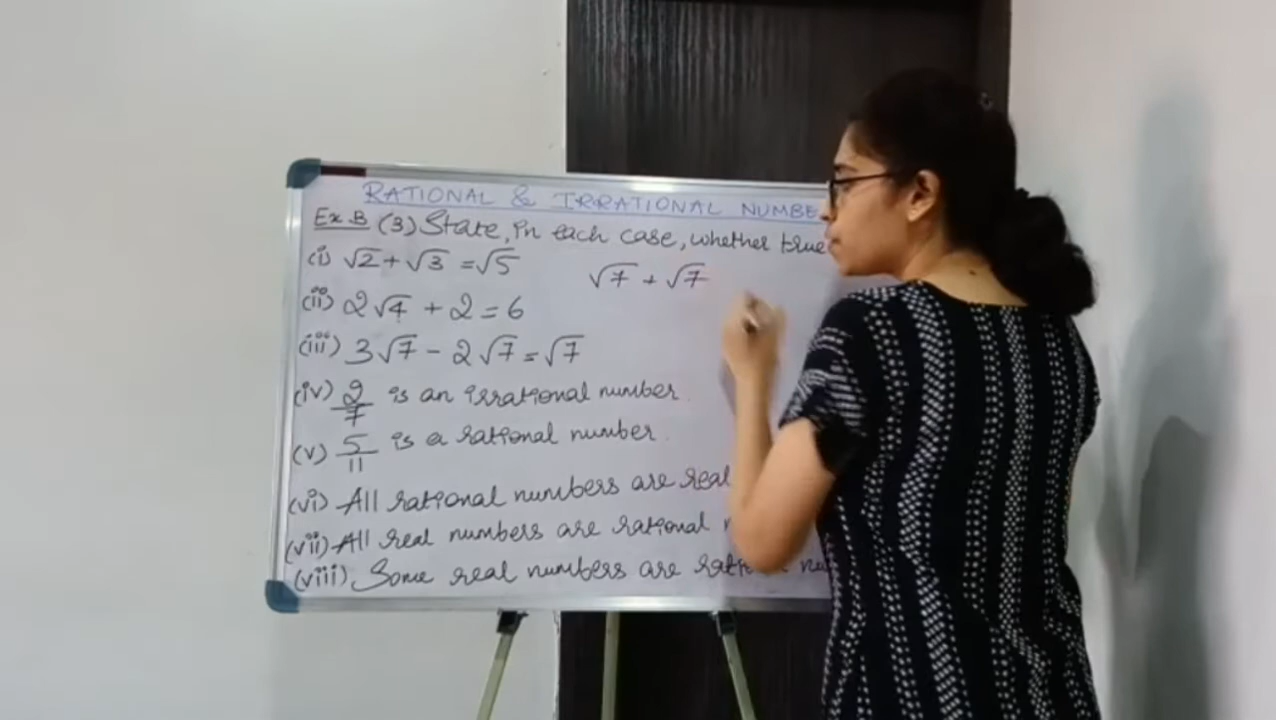 RATIONAL & IRRATIONAL NUMBE
Ex.B (3) State, in each case, whether true
(i) √2 + √3 = √5
√7 + √7
(ii) 2√4 + 2 = 6
(iii) 3√7 - 2√7 = √7
(iv) 2/7 is an irrational number.
(v) 5/11 is a rational number.
(vi) All rational numbers are real
(vii) All real numbers are rational
(viii) Some real numbers are